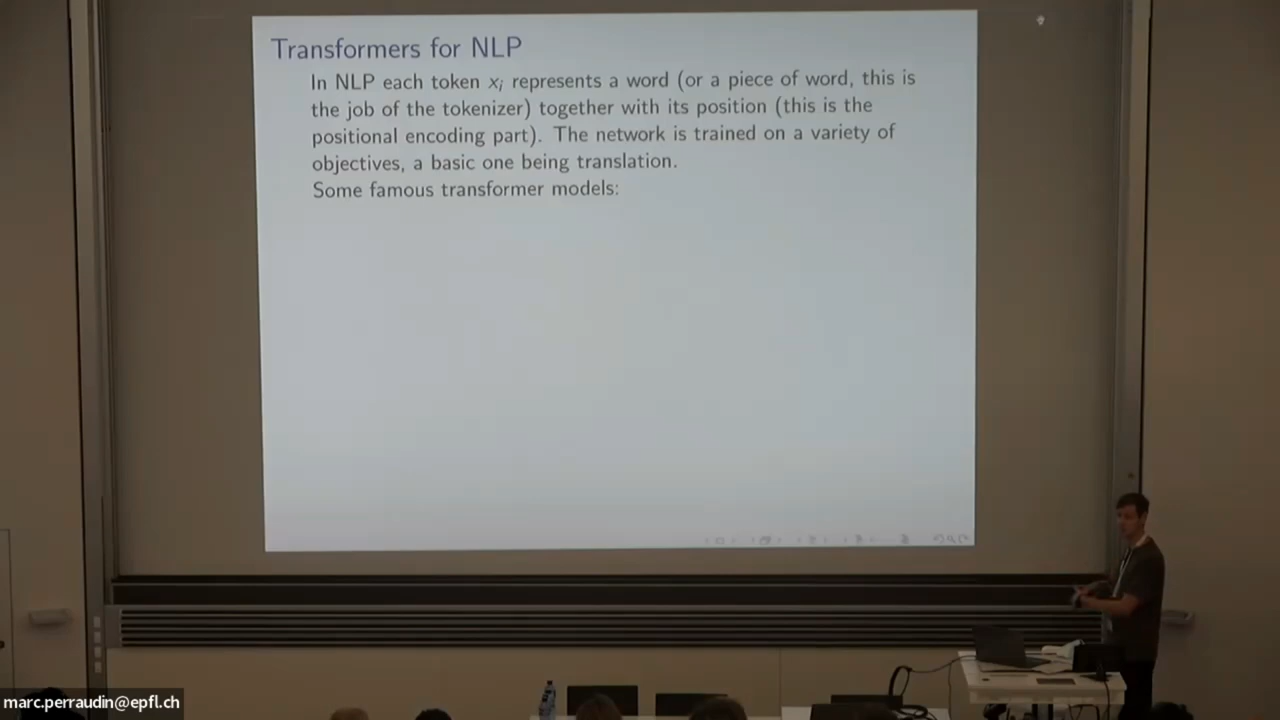 Transformers for NLP
In NLP each token xᵢ represents a word (or a piece of word, this is
the job of the tokenizer) together with its position (this is the
positional encoding part). The network is trained on a variety of
objectives, a basic one being translation.
Some famous transformer models:
marc.perraudin@epfl.ch